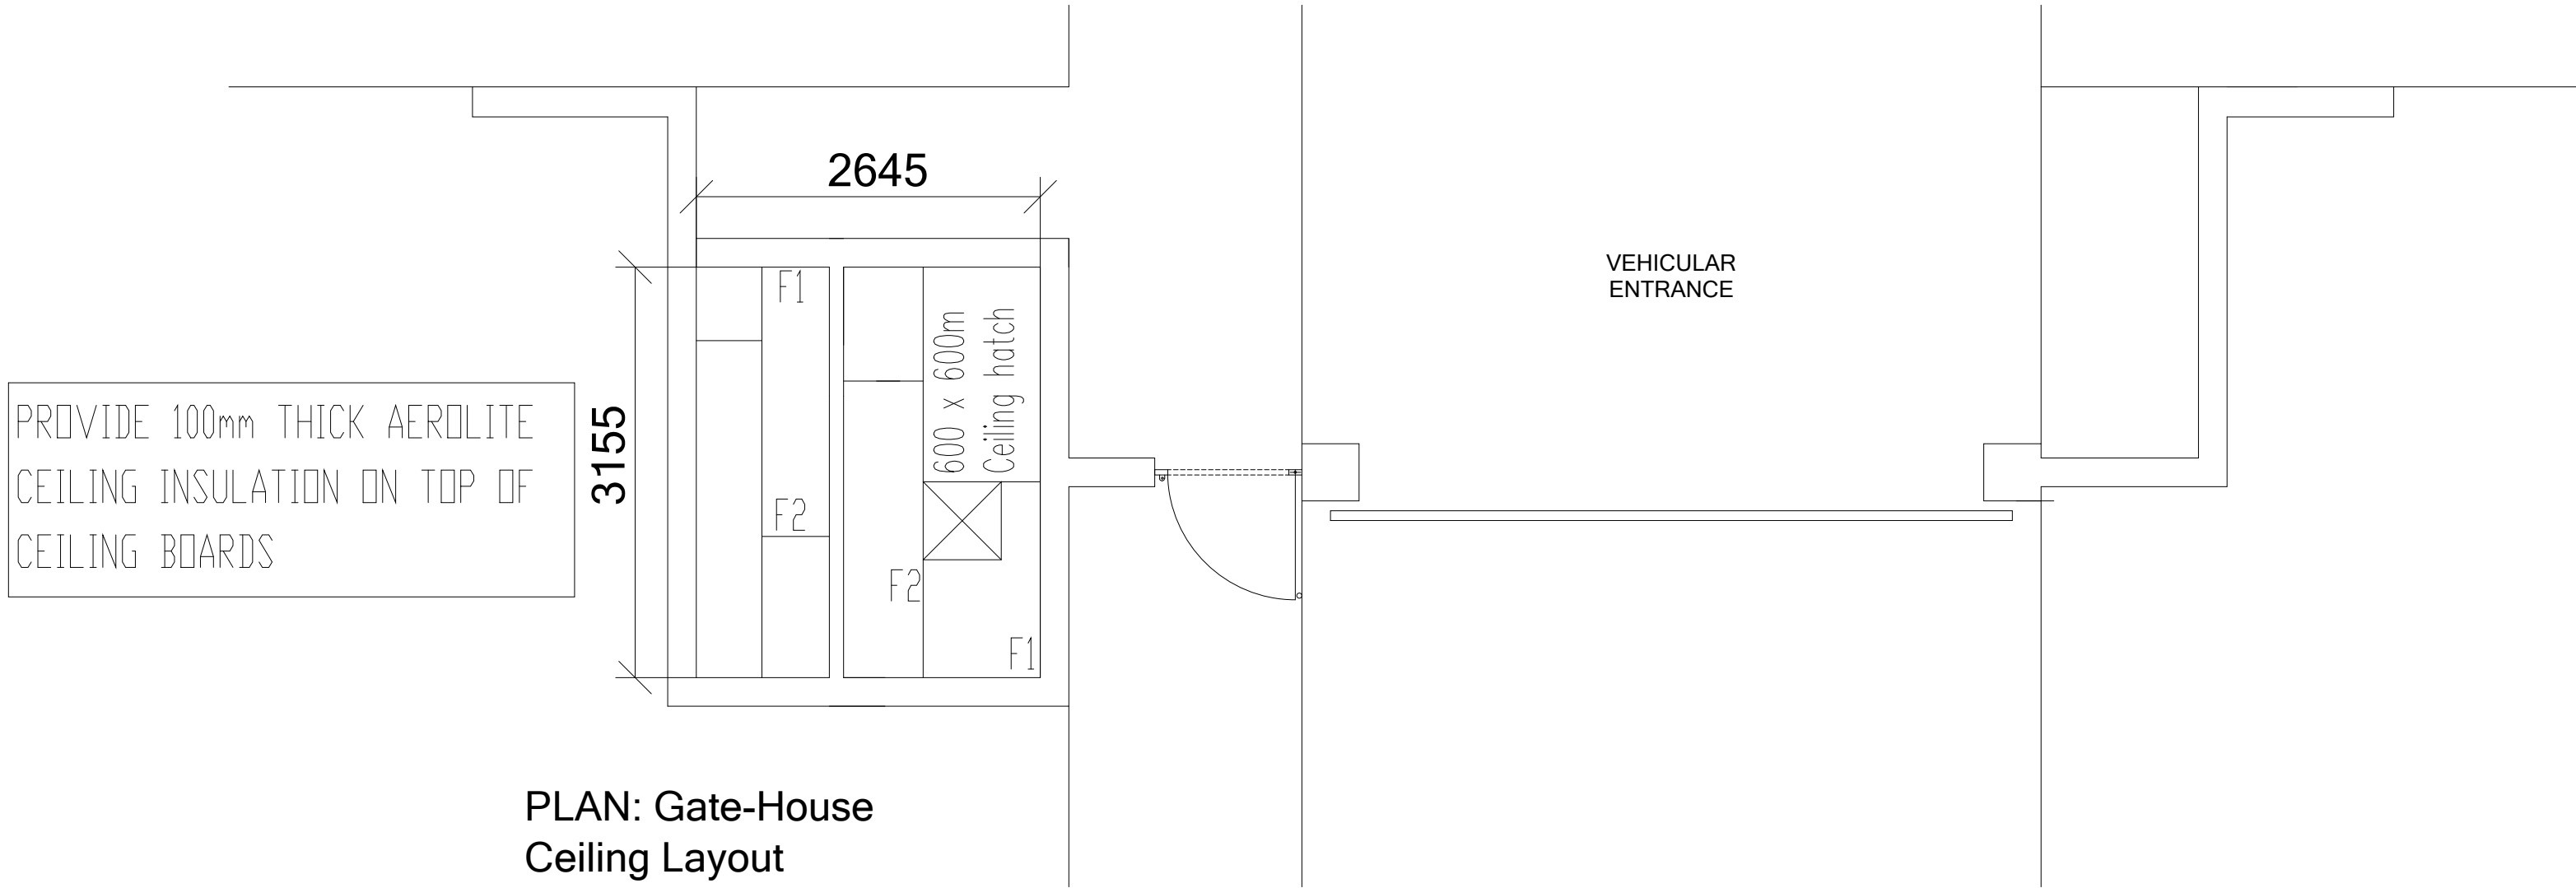 2645
VEHICULAR
ENTRANCE
F1
600 x 600m
Ceiling hatch
PROVIDE 100mm THICK AEROLITE
CEILING INSULATION ON TOP OF
CEILING BOARDS
3155
F2
F2
F1
PLAN: Gate-House
Ceiling Layout